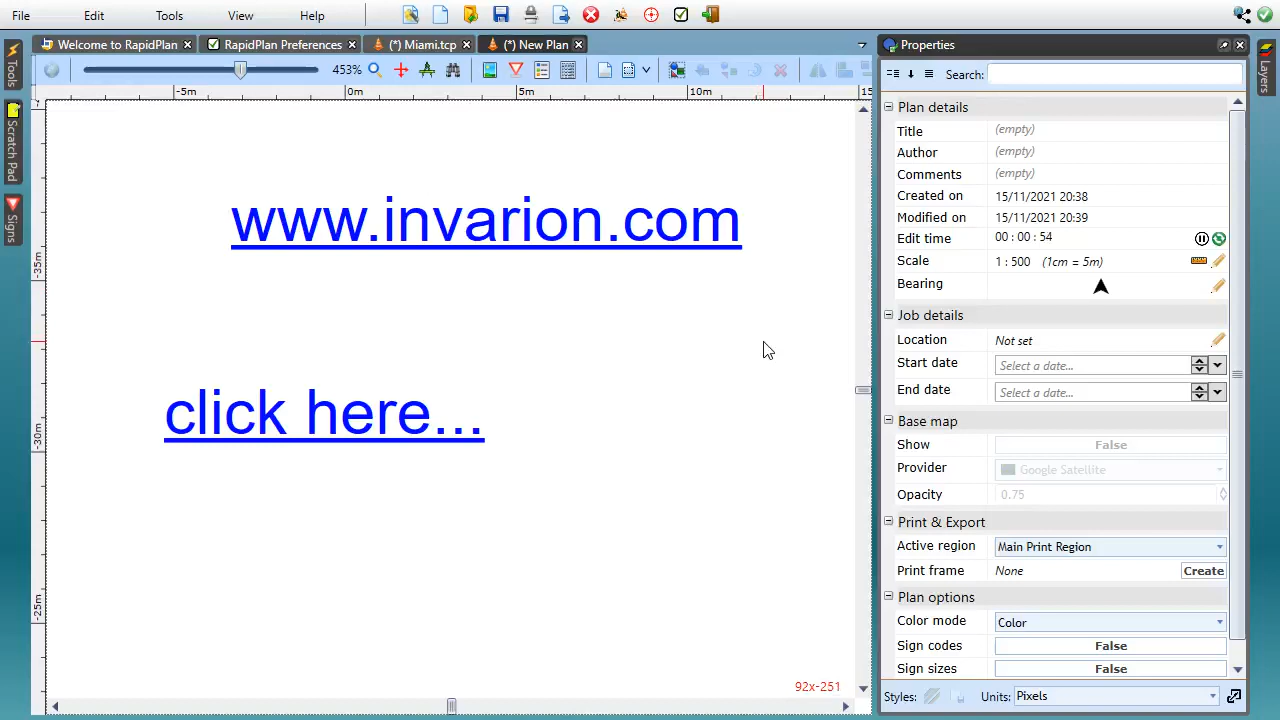 File Edit Tools View Help
Welcome to RapidPlan RapidPlan Preferences (*) Miami.tcp (*) New Plan Properties
453% Search:
-5m 0m 5m 10m 15
Tools
Scratch Pad
Signs
Layers
-35m
-30m
-25m
www.invarion.com
click here...
92x-251
Plan details
Title (empty)
Author (empty)
Comments (empty)
Created on 15/11/2021 20:38
Modified on 15/11/2021 20:39
Edit time 00 : 00 : 54
Scale 1 : 500 (1cm = 5m)
Bearing
Job details
Location Not set
Start date Select a date...
End date Select a date...
Base map
Show False
Provider Google Satellite
Opacity 0.75
Print & Export
Active region Main Print Region
Print frame None Create
Plan options
Color mode Color
Sign codes False
Sign sizes False
Styles: Units: Pixels